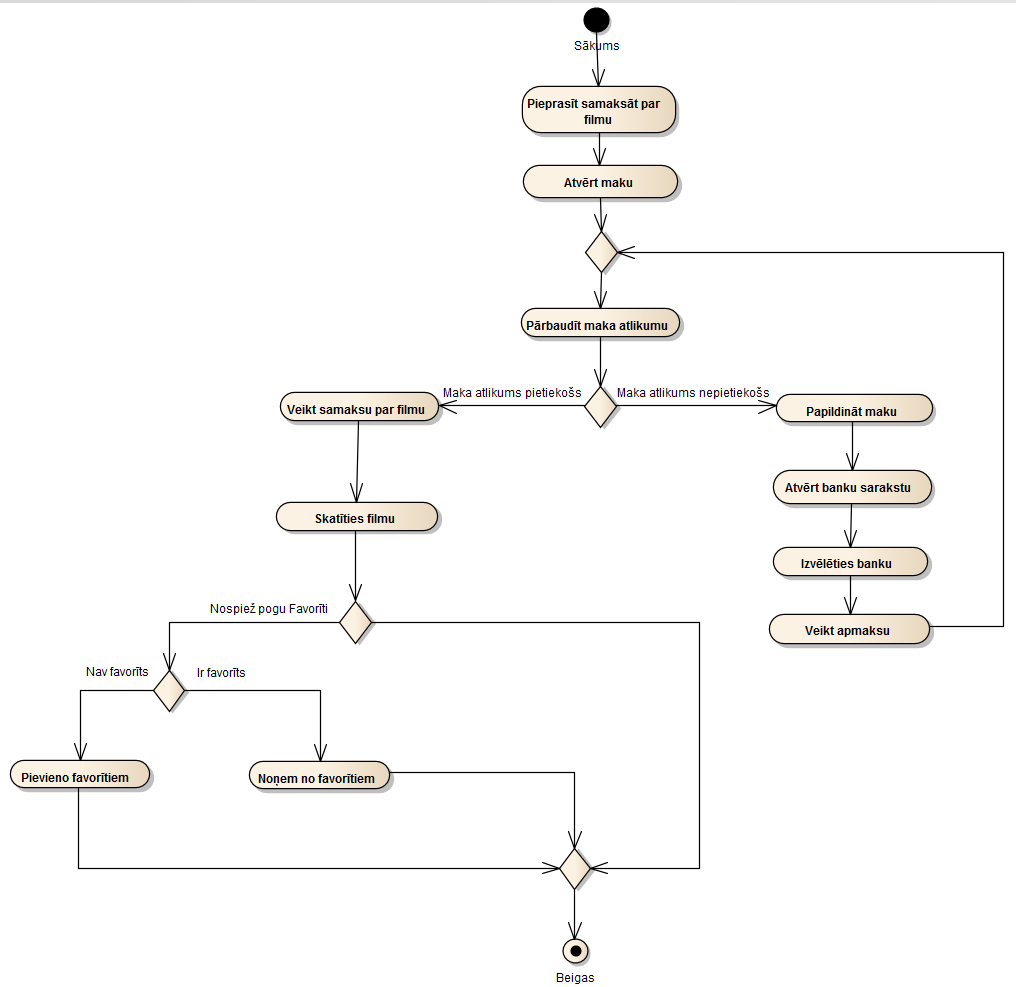 Sākums
Pieprasīt samaksāt par
filmu
Atvērt maku
Pārbaudīt maka atlikumu
Maka atlikums pietiekošs
Maka atlikums nepietiekošs
Veikt samaksu par filmu
Papildināt maku
Atvērt banku sarakstu
Skatīties filmu
Izvēlēties banku
Nospiež pogu Favorīti
Veikt apmaksu
Nav favorīts
Ir favorīts
Pievieno favorītiem
Noņem no favorītiem
Beigas